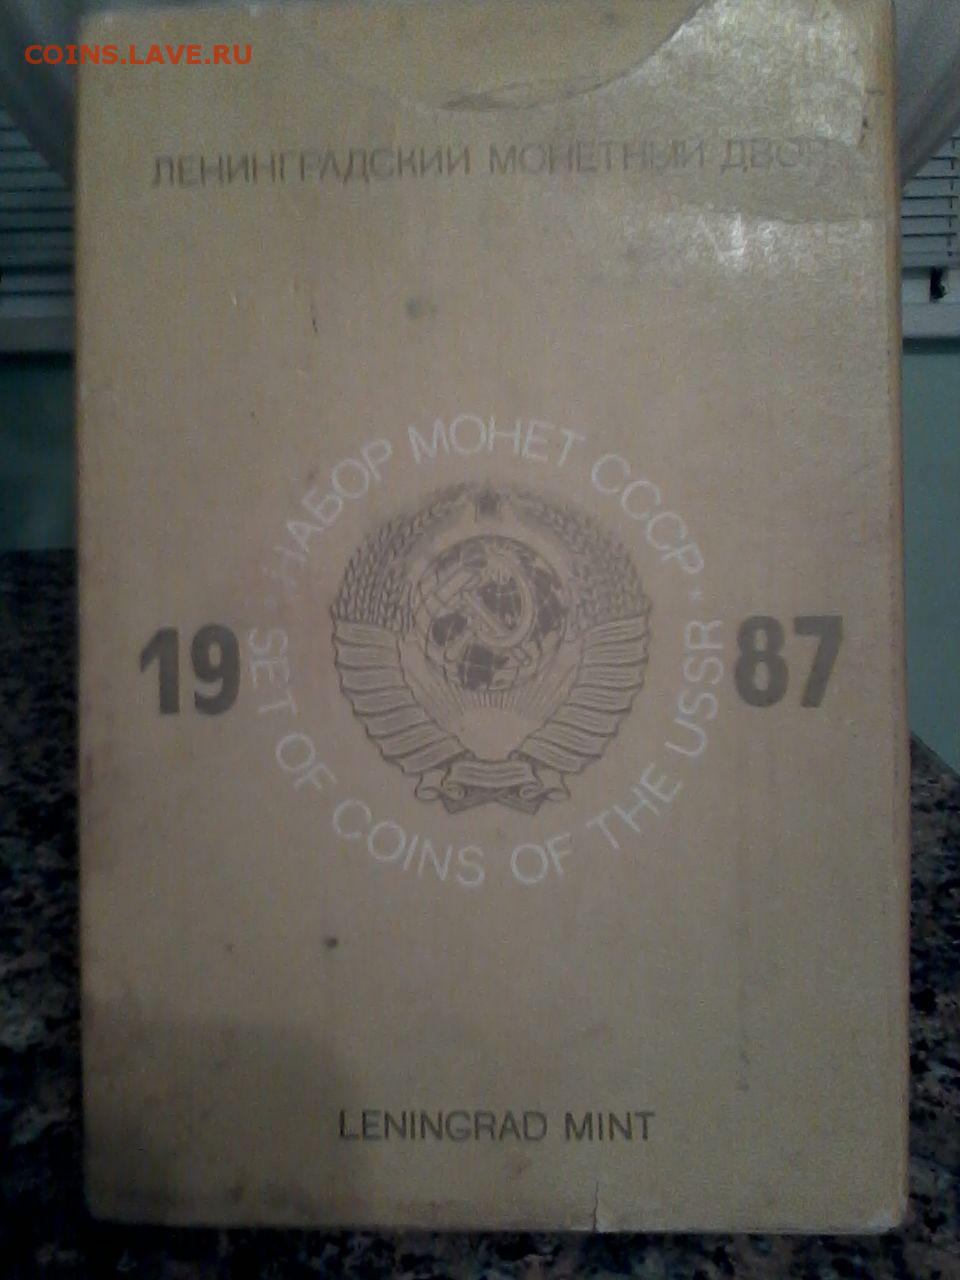 COINS.LAVE.RU
ЛЕНИНГРАДСКИЙ МОНЕТНЫЙ ДВОР
· НАБОР МОНЕТ СССР ·
19 87
SET OF COINS OF THE USSR
LENINGRAD MINT